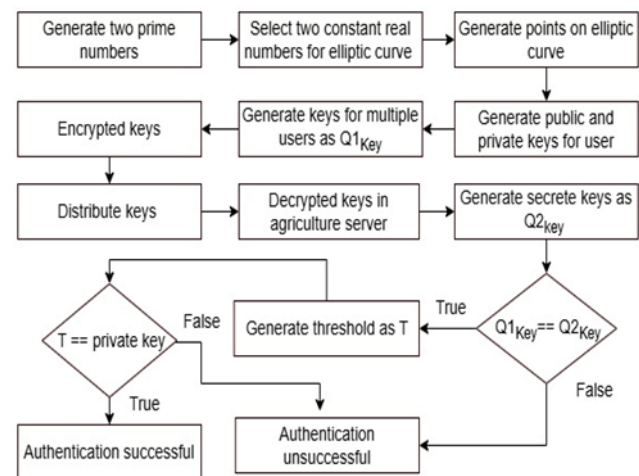 Generate two prime
numbers
Select two constant real
numbers for elliptic curve
Generate points on elliptic
curve
Encrypted keys
Generate keys for multiple
users as Q1Key
Generate public and
private keys for user
Distribute keys
Decrypted keys in
agriculture server
Generate secrete keys as
Q2key
T == private key
False
Generate threshold as T
True
Q1Key== Q2Key
True
False
Authentication successful
Authentication
unsuccessful